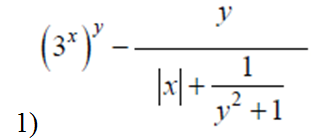 1) (3^x)^y − y / (|x| + 1 / (y^2 + 1))